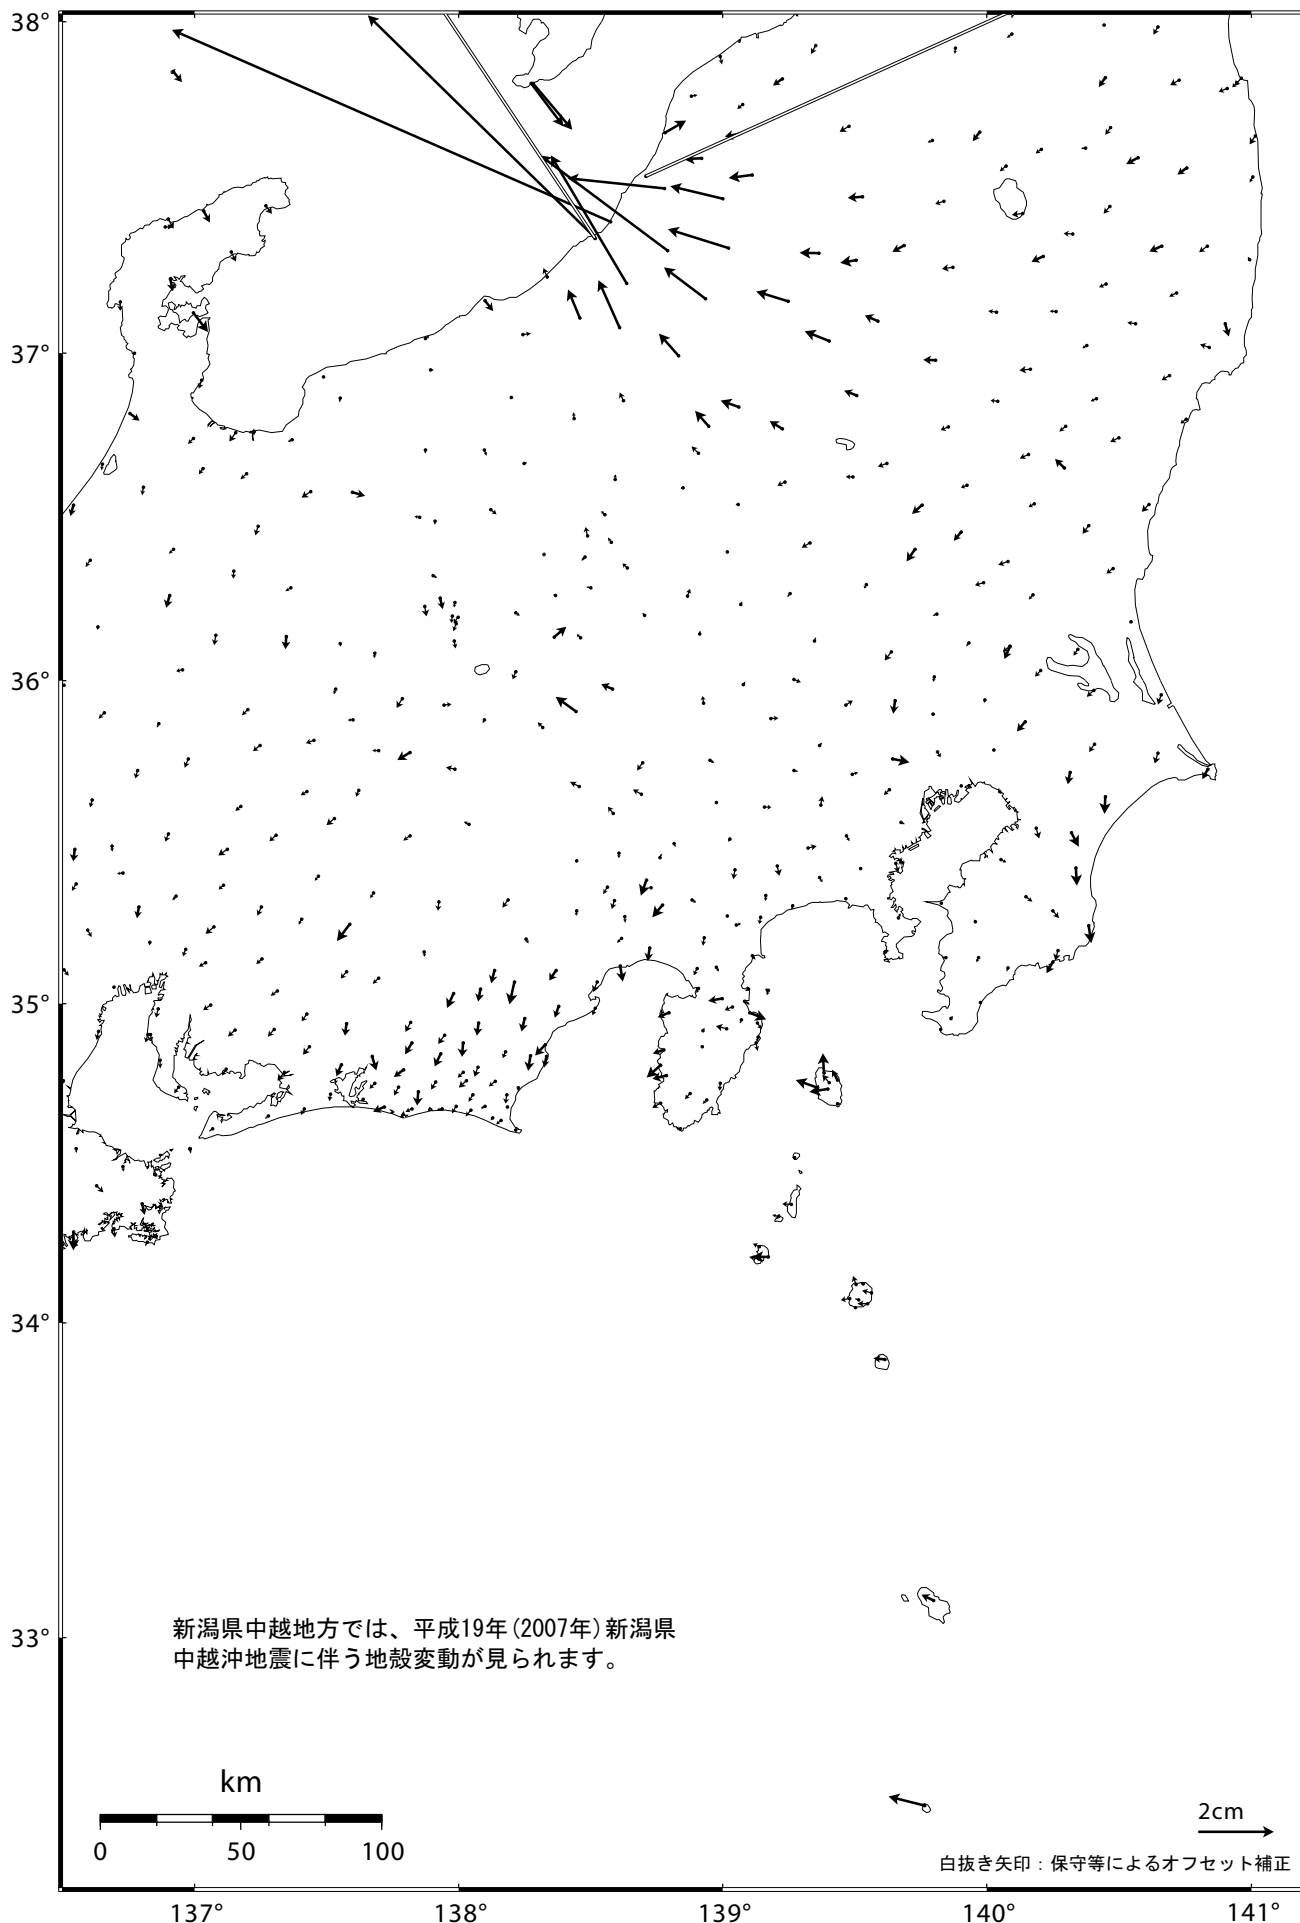 38°
37°
36°
35°
34°
33°
新潟県中越地方では、平成19年(2007年)新潟県
中越沖地震に伴う地殻変動が見られます。
km
0 50 100
2cm
白抜き矢印：保守等によるオフセット補正
137° 138° 139° 140° 141°